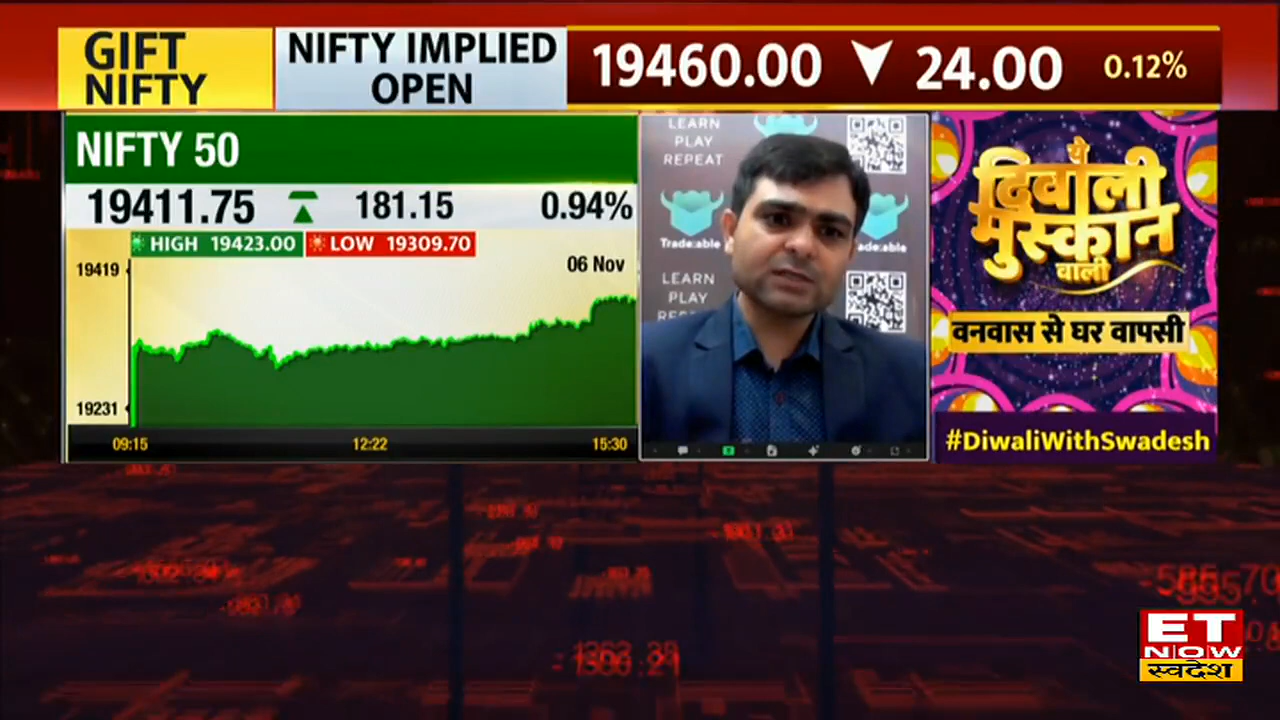 GIFT
NIFTY
NIFTY IMPLIED
OPEN
19460.00 ▼ 24.00 0.12%
NIFTY 50
19411.75 ▲ 181.15 0.94%
HIGH 19423.00 LOW 19309.70
06 Nov
19419
19231
09:15 12:22 15:30
LEARN
PLAY
REPEAT
Trade:able
LEARN
PLAY
ये
दिवाली
मुस्कान
वाली
वनवास से घर वापसी
#DiwaliWithSwadesh
ET
NOW
स्वदेश